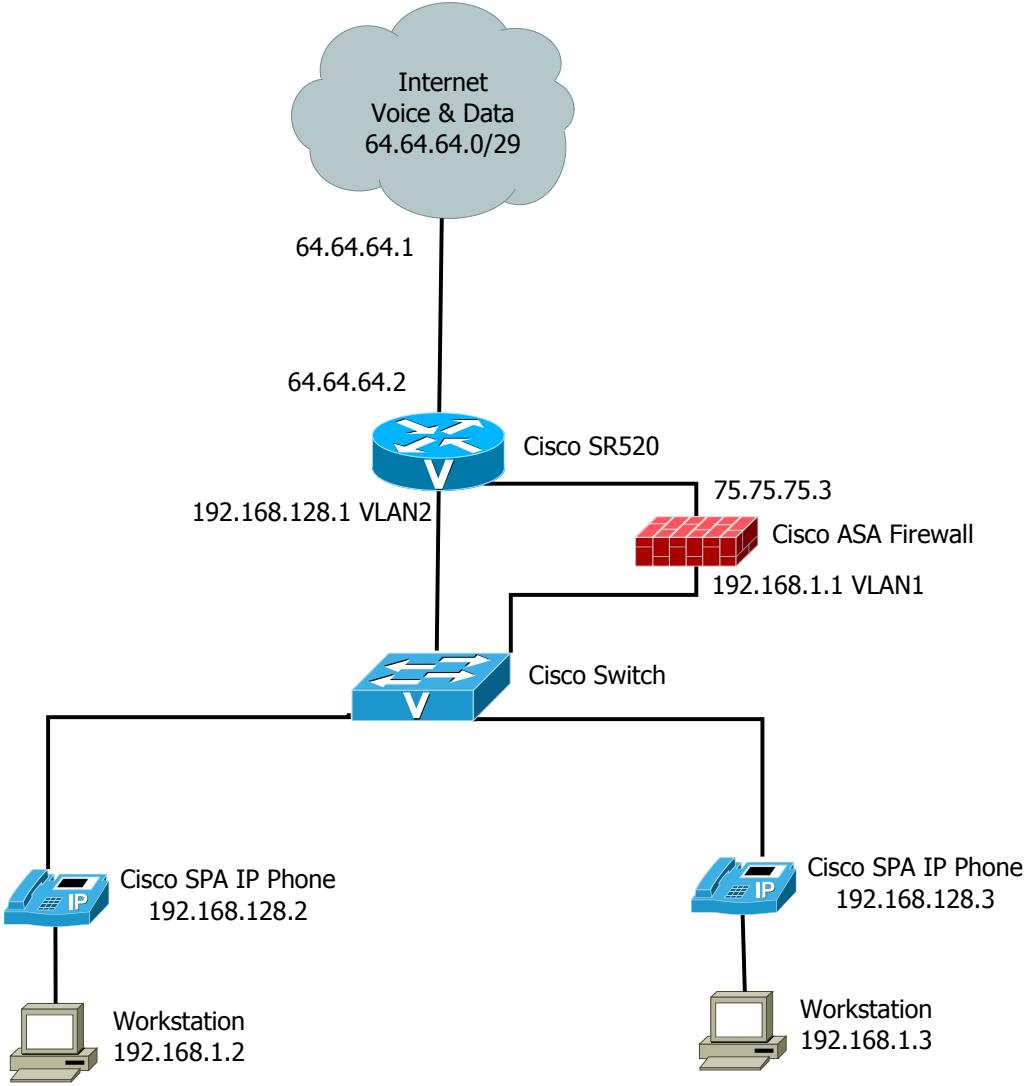 Internet
Voice & Data
64.64.64.0/29
64.64.64.1
64.64.64.2
Cisco SR520
75.75.75.3
192.168.128.1 VLAN2
Cisco ASA Firewall
192.168.1.1 VLAN1
Cisco Switch
V
V
Cisco SPA IP Phone
192.168.128.2
IP
Cisco SPA IP Phone
192.168.128.3
IP
Workstation
192.168.1.2
Workstation
192.168.1.3